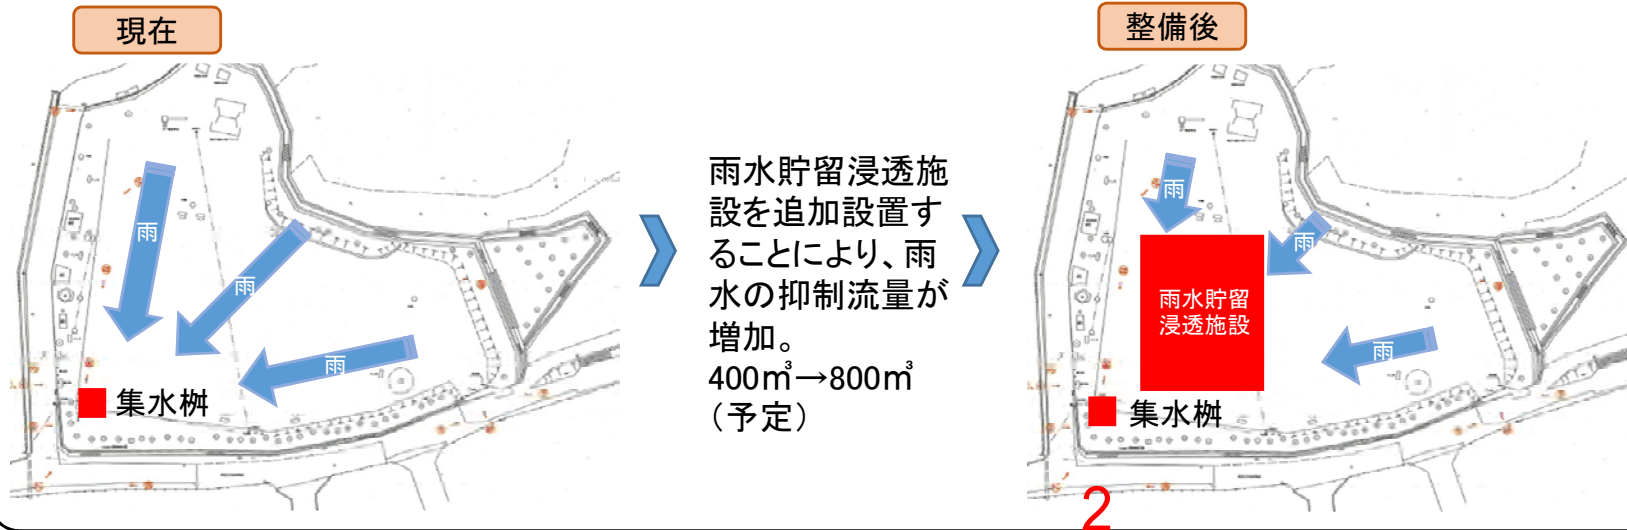 現在
雨
雨
雨
集水桝
雨水貯留浸透施
設を追加設置す
ることにより、雨
水の抑制流量が
増加。
400㎥→800㎥
（予定）
整備後
雨
雨
雨水貯留
浸透施設
雨
集水桝
2